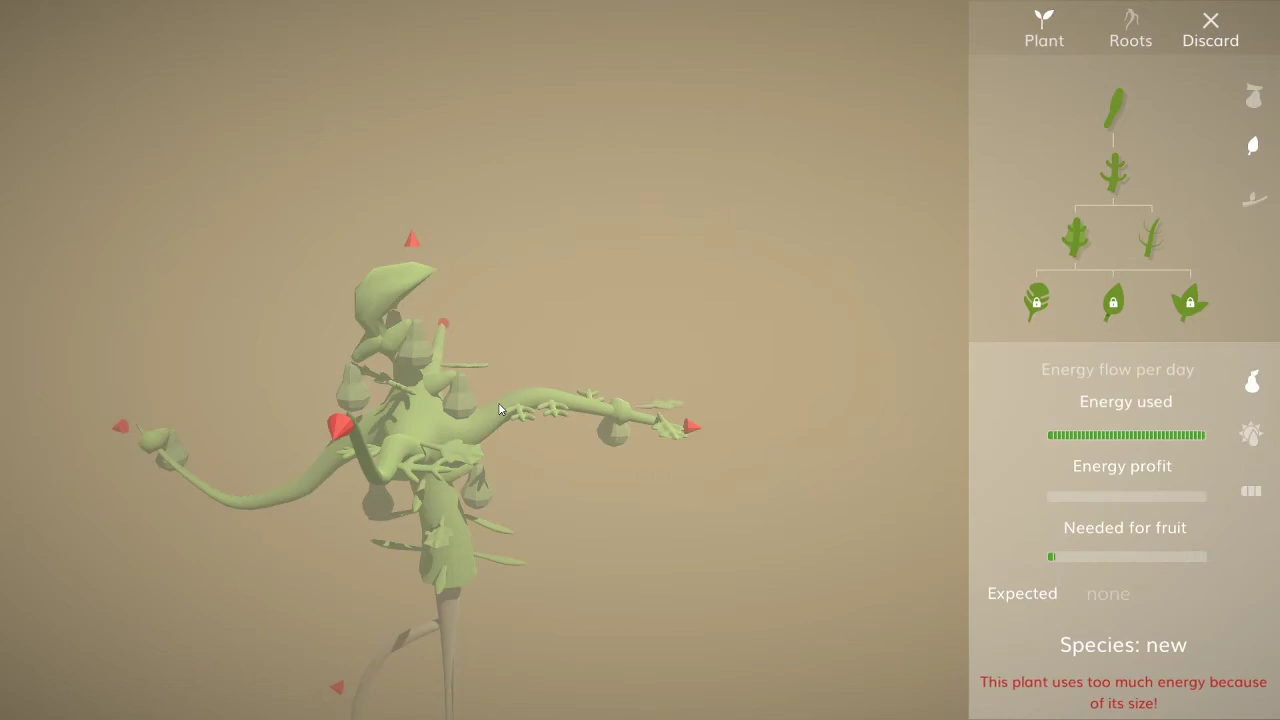 Plant
Roots
Discard
Energy flow per day
Energy used
Energy profit
Needed for fruit
Expected none
Species: new
This plant uses too much energy because
of its size!